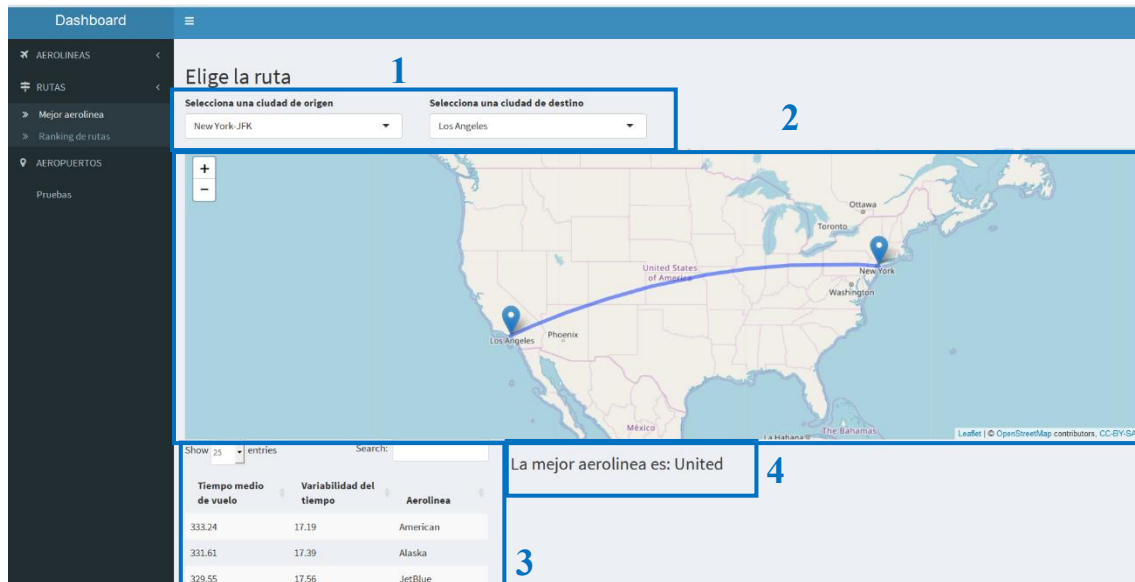 Dashboard
AEROLINEAS
RUTAS
Mejor aerolinea
Ranking de rutas
AEROPUERTOS
Pruebas
Elige la ruta
1
Selecciona una ciudad de origen
Selecciona una ciudad de destino
New York-JFK
Los Angeles
2
+
−
Ottawa
Toronto
United States
of America
New York
Washington
Los Angeles
Phoenix
México
La Habana
The Bahamas
Leaflet | © OpenStreetMap contributors, CC-BY-SA
Show 25 entries
Search:
La mejor aerolinea es: United
4
Tiempo medio
de vuelo
Variabilidad del
tiempo
Aerolinea
333.24 17.19 American
331.61 17.39 Alaska
329.55 17.56 JetBlue
3